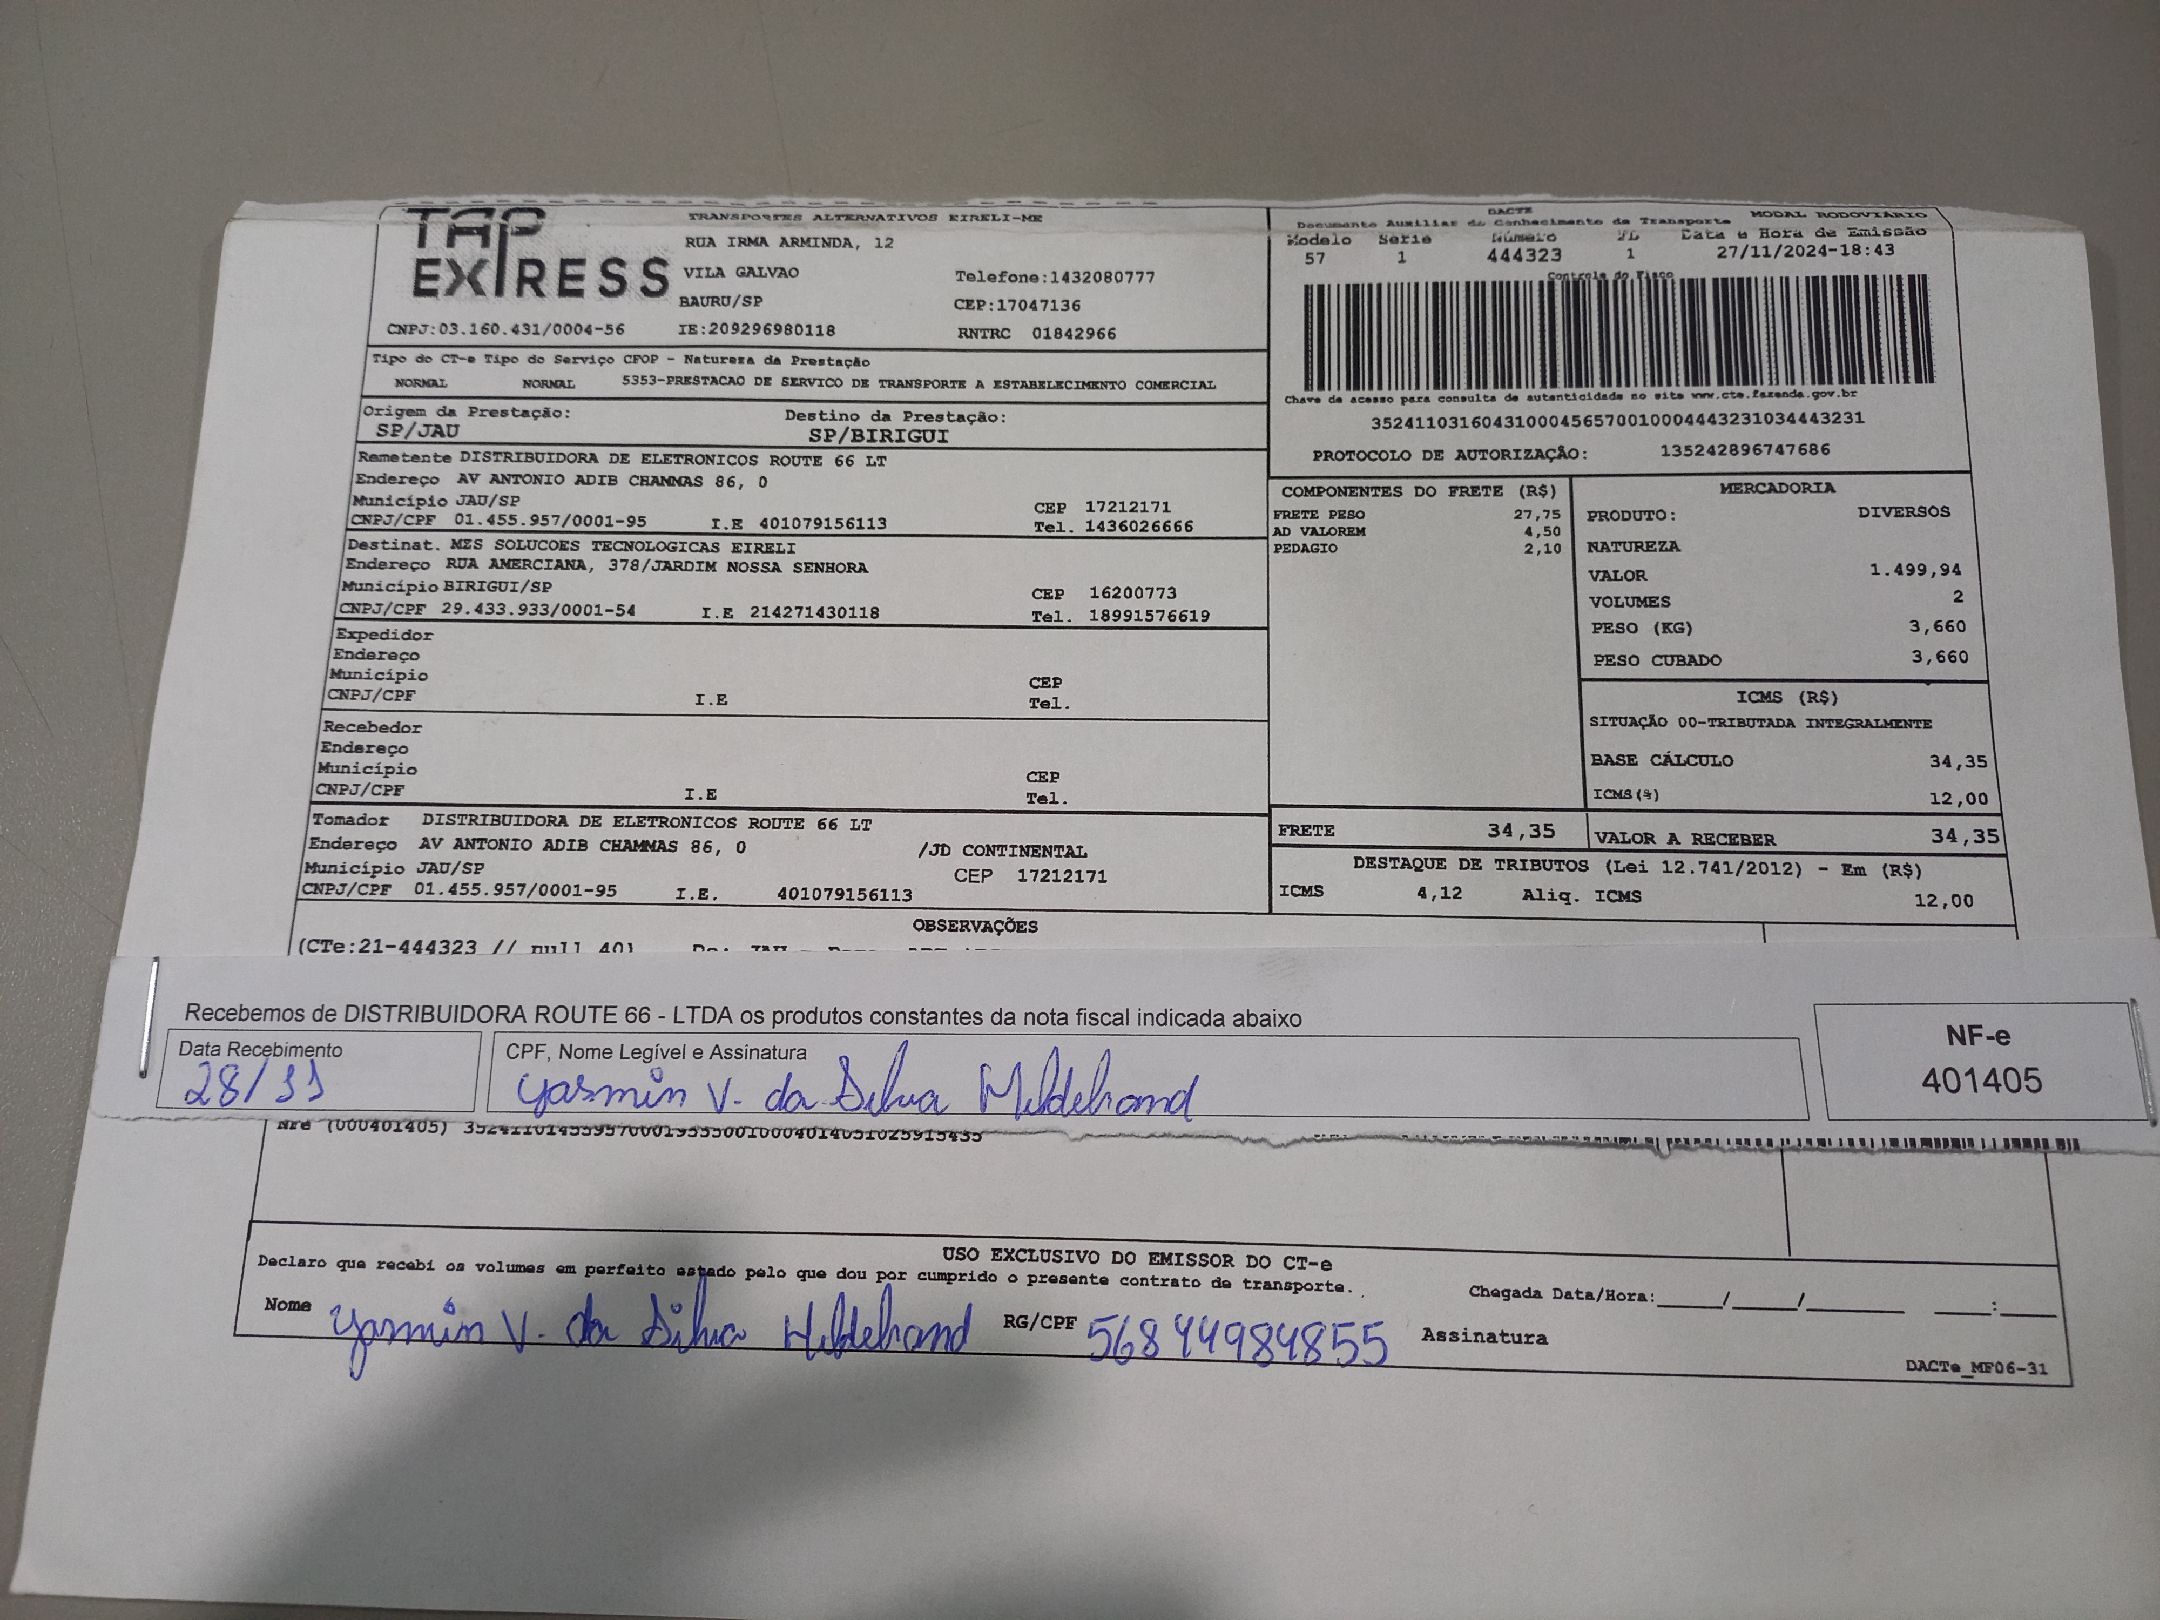 TAP EXPRESS
TRANSPORTES ALTERNATIVOS EIRELI-ME
RUA IRMA ARMINDA, 12
VILA GALVAO Telefone:1432080777
BAURU/SP CEP:17047136
CNPJ:03.160.431/0004-56 IE:209296980118 RNTRC 01842966
DACTE MODAL RODOVIÁRIO
Documento Auxiliar do Conhecimento de Transporte
Modelo Serie Número FL Data e Hora de Emissão
57 1 444323 1 27/11/2024-18:43
Controle do Fisco
Chave de acesso para consulta de autenticidade no site www.cte.fazenda.gov.br
35241103160431000456570010004443231034443231
PROTOCOLO DE AUTORIZAÇÃO: 135242896747686
Tipo do CT-e Tipo do Serviço CFOP - Natureza da Prestação
NORMAL NORMAL 5353-PRESTACAO DE SERVICO DE TRANSPORTE A ESTABELECIMENTO COMERCIAL
Origem da Prestação: Destino da Prestação:
SP/JAU SP/BIRIGUI
Remetente DISTRIBUIDORA DE ELETRONICOS ROUTE 66 LT
Endereço AV ANTONIO ADIB CHAMMAS 86, 0
Município JAU/SP CEP 17212171
CNPJ/CPF 01.455.957/0001-95 I.E 401079156113 Tel. 1436026666
Destinat. MZS SOLUCOES TECNOLOGICAS EIRELI
Endereço RUA AMERCIANA, 378/JARDIM NOSSA SENHORA
Município BIRIGUI/SP CEP 16200773
CNPJ/CPF 29.433.933/0001-54 I.E 214271430118 Tel. 18991576619
Expedidor
Endereço
Município CEP
CNPJ/CPF I.E Tel.
Recebedor
Endereço
Município CEP
CNPJ/CPF I.E Tel.
Tomador DISTRIBUIDORA DE ELETRONICOS ROUTE 66 LT
Endereço AV ANTONIO ADIB CHAMMAS 86, 0 /JD CONTINENTAL
Município JAU/SP CEP 17212171
CNPJ/CPF 01.455.957/0001-95 I.E. 401079156113
COMPONENTES DO FRETE (R$)
FRETE PESO 27,75
AD VALOREM 4,50
PEDAGIO 2,10
MERCADORIA
PRODUTO: DIVERSOS
NATUREZA
VALOR 1.499,94
VOLUMES 2
PESO (KG) 3,660
PESO CUBADO 3,660
ICMS (R$)
SITUAÇÃO 00-TRIBUTADA INTEGRALMENTE
BASE CÁLCULO 34,35
ICMS(%) 12,00
FRETE 34,35 VALOR A RECEBER 34,35
DESTAQUE DE TRIBUTOS (Lei 12.741/2012) - Em (R$)
ICMS 4,12 Aliq. ICMS 12,00
OBSERVAÇÕES
(CTe:21-444323 // null 40) De: JAU
Recebemos de DISTRIBUIDORA ROUTE 66 - LTDA os produtos constantes da nota fiscal indicada abaixo
Data Recebimento CPF, Nome Legível e Assinatura
28/11 Yasmin V. da Silva Hildebrand
NF-e
401405
Nfe (000401405) 35241101455957000195550010004014051025915435
USO EXCLUSIVO DO EMISSOR DO CT-e
Declaro que recebi os volumes em perfeito estado pelo que dou por cumprido o presente contrato de transporte.
Chegada Data/Hora:____/____/______ ____:____
Nome Yasmin V. da Silva Hildebrand RG/CPF 56844984855 Assinatura
DACTe_MF06-31